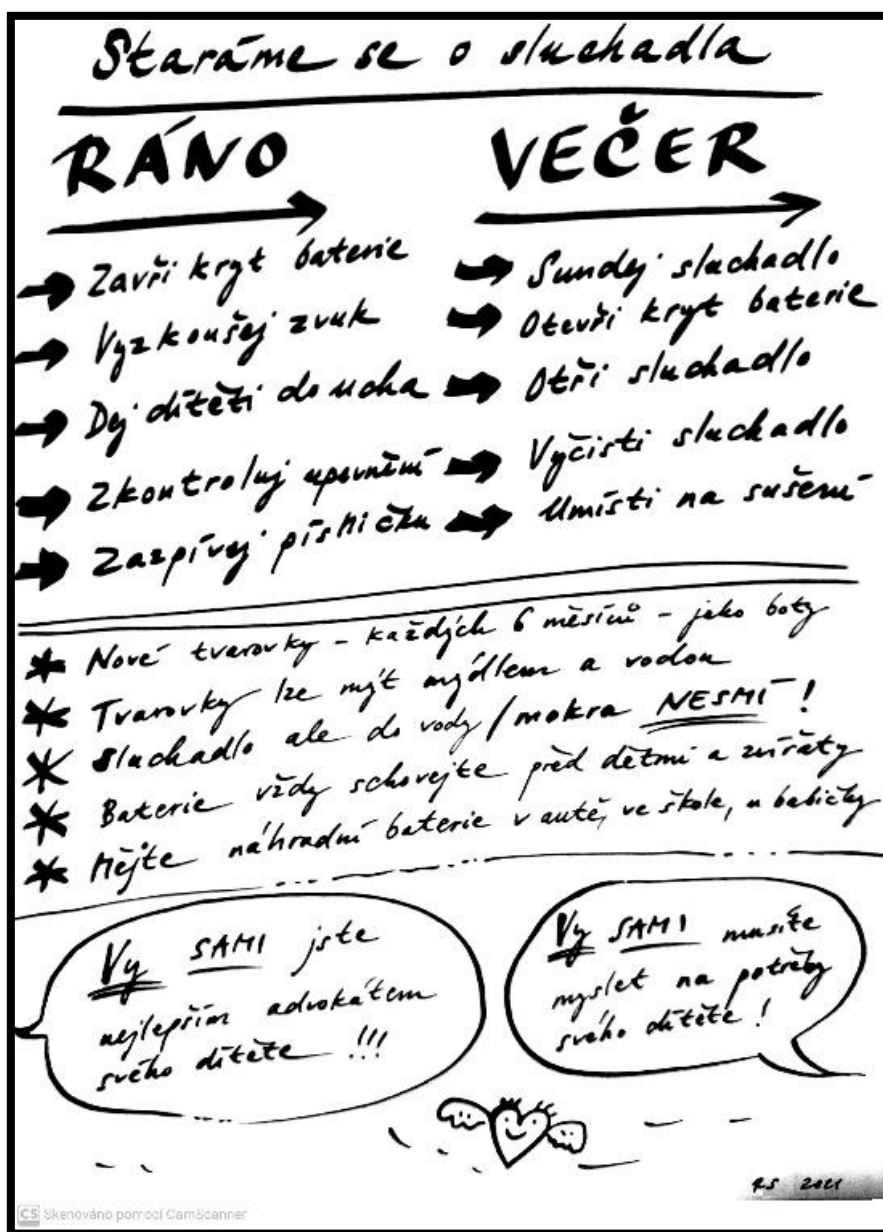 Staráme se o sluchadla
RÁNO
Zavři kryt baterie
Vyzkoušej zvuk
Dej dítěti do ucha
Zkontroluj upevnění
Zazpívej písničku
VEČER
Sundej sluchadlo
Otevři kryt baterie
Otři sluchadlo
Vyčisti sluchadlo
Umísti na sušení
* Nové tvarovky - každých 6 měsíců - jako boty
* Tvarovky lze mýt mýdlem a vodou
* Sluchadlo ale do vody/mokra NESMÍ!
* Baterie vždy schovejte před dětmi a zvířaty
* Mějte náhradní baterie v autě, ve škole, u babičky
Vy SAMI jste
nejlepším advokátem
svého dítěte !!!
Vy SAMI musíte
myslet na potřeby
svého dítěte!
RS 2021
CS Skenováno pomocí CamScanner